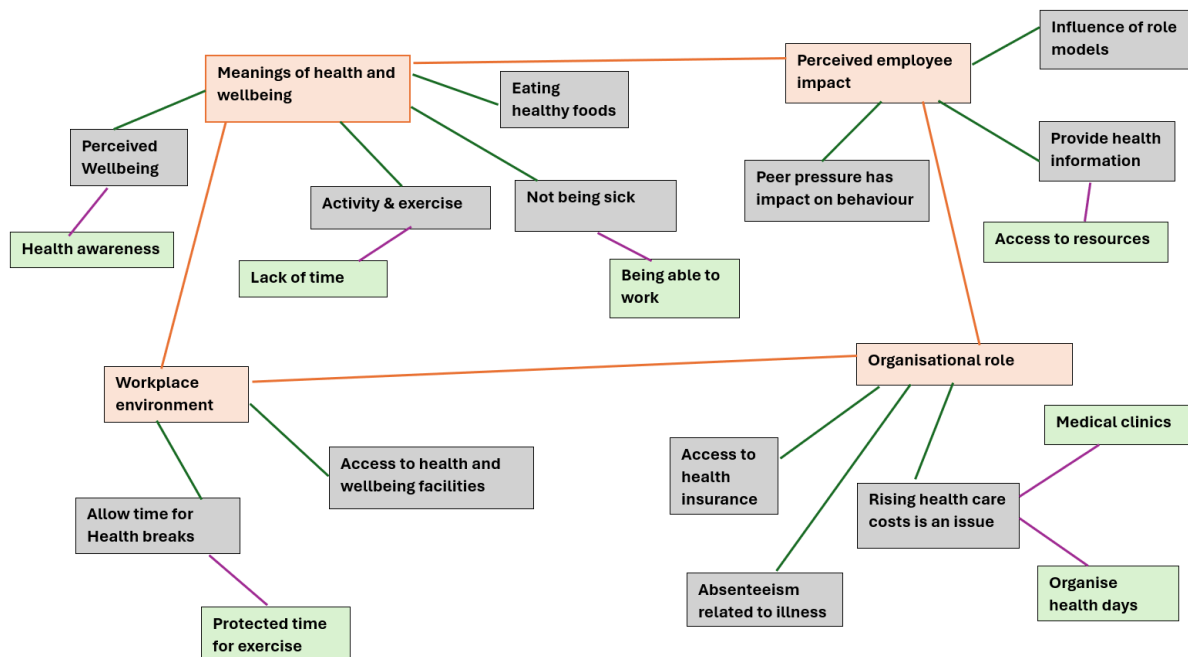 Influence of role
models
Meanings of health and
wellbeing
Perceived employee
impact
Eating
healthy foods
Perceived
Wellbeing
Provide health
information
Activity & exercise
Not being sick
Peer pressure has
impact on behaviour
Health awareness
Access to resources
Lack of time
Being able to
work
Workplace
environment
Organisational role
Access to health and
wellbeing facilities
Access to
health
insurance
Medical clinics
Allow time for
Health breaks
Rising health care
costs is an issue
Absenteeism
related to illness
Organise
health days
Protected time
for exercise